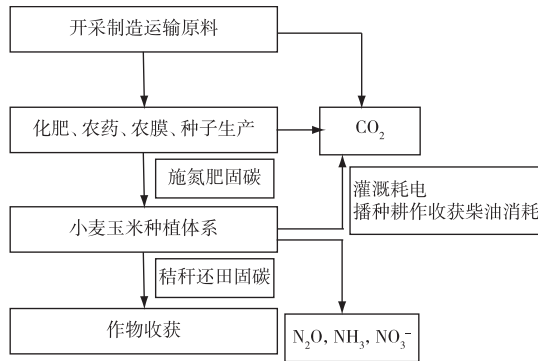 开采制造运输原料
化肥、农药、农膜、种子生产
CO₂
施氮肥固碳
灌溉耗电
播种耕作收获柴油消耗
小麦玉米种植体系
秸秆还田固碳
作物收获
N₂O, NH₃, NO₃⁻